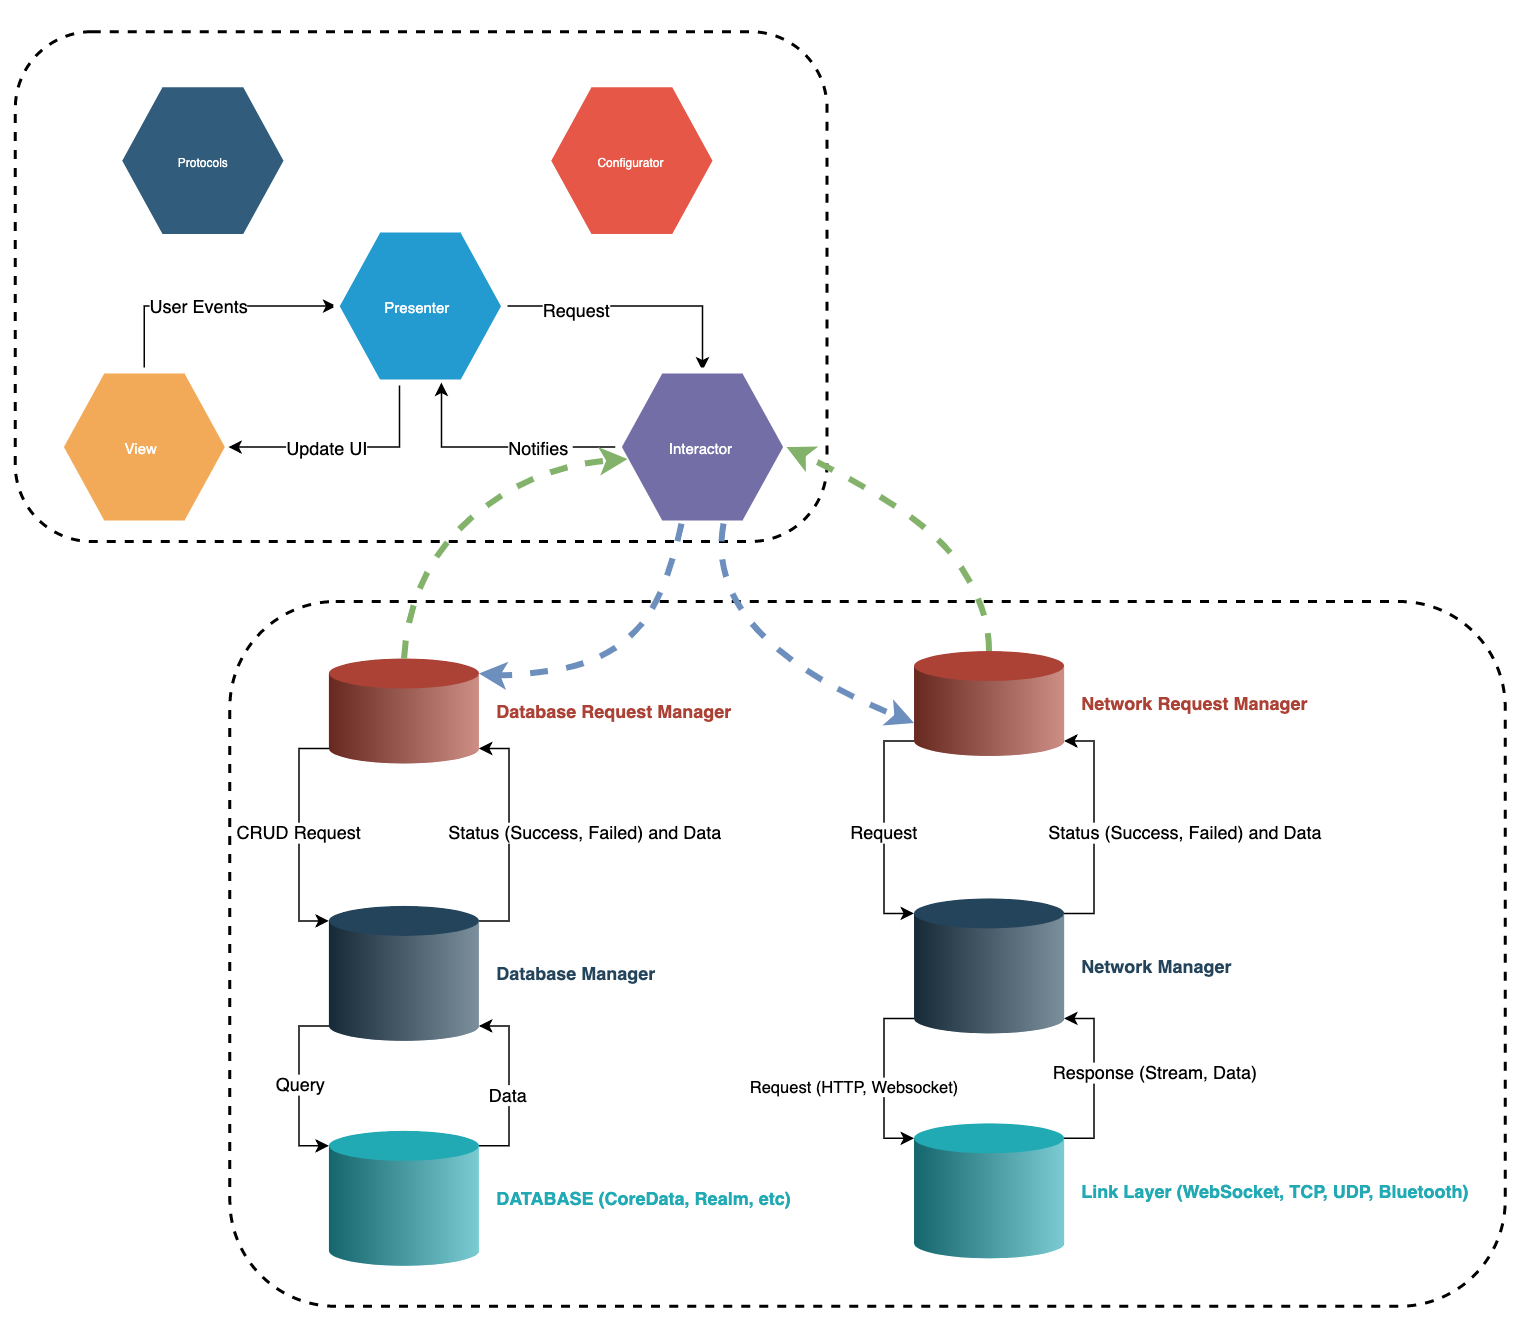 Protocols
Configurator
User Events
Presenter
Request
View
Update UI
Notifies
Interactor
Database Request Manager
Network Request Manager
CRUD Request
Status (Success, Failed) and Data
Request
Status (Success, Failed) and Data
Database Manager
Network Manager
Query
Data
Request (HTTP, Websocket)
Response (Stream, Data)
DATABASE (CoreData, Realm, etc)
Link Layer (WebSocket, TCP, UDP, Bluetooth)